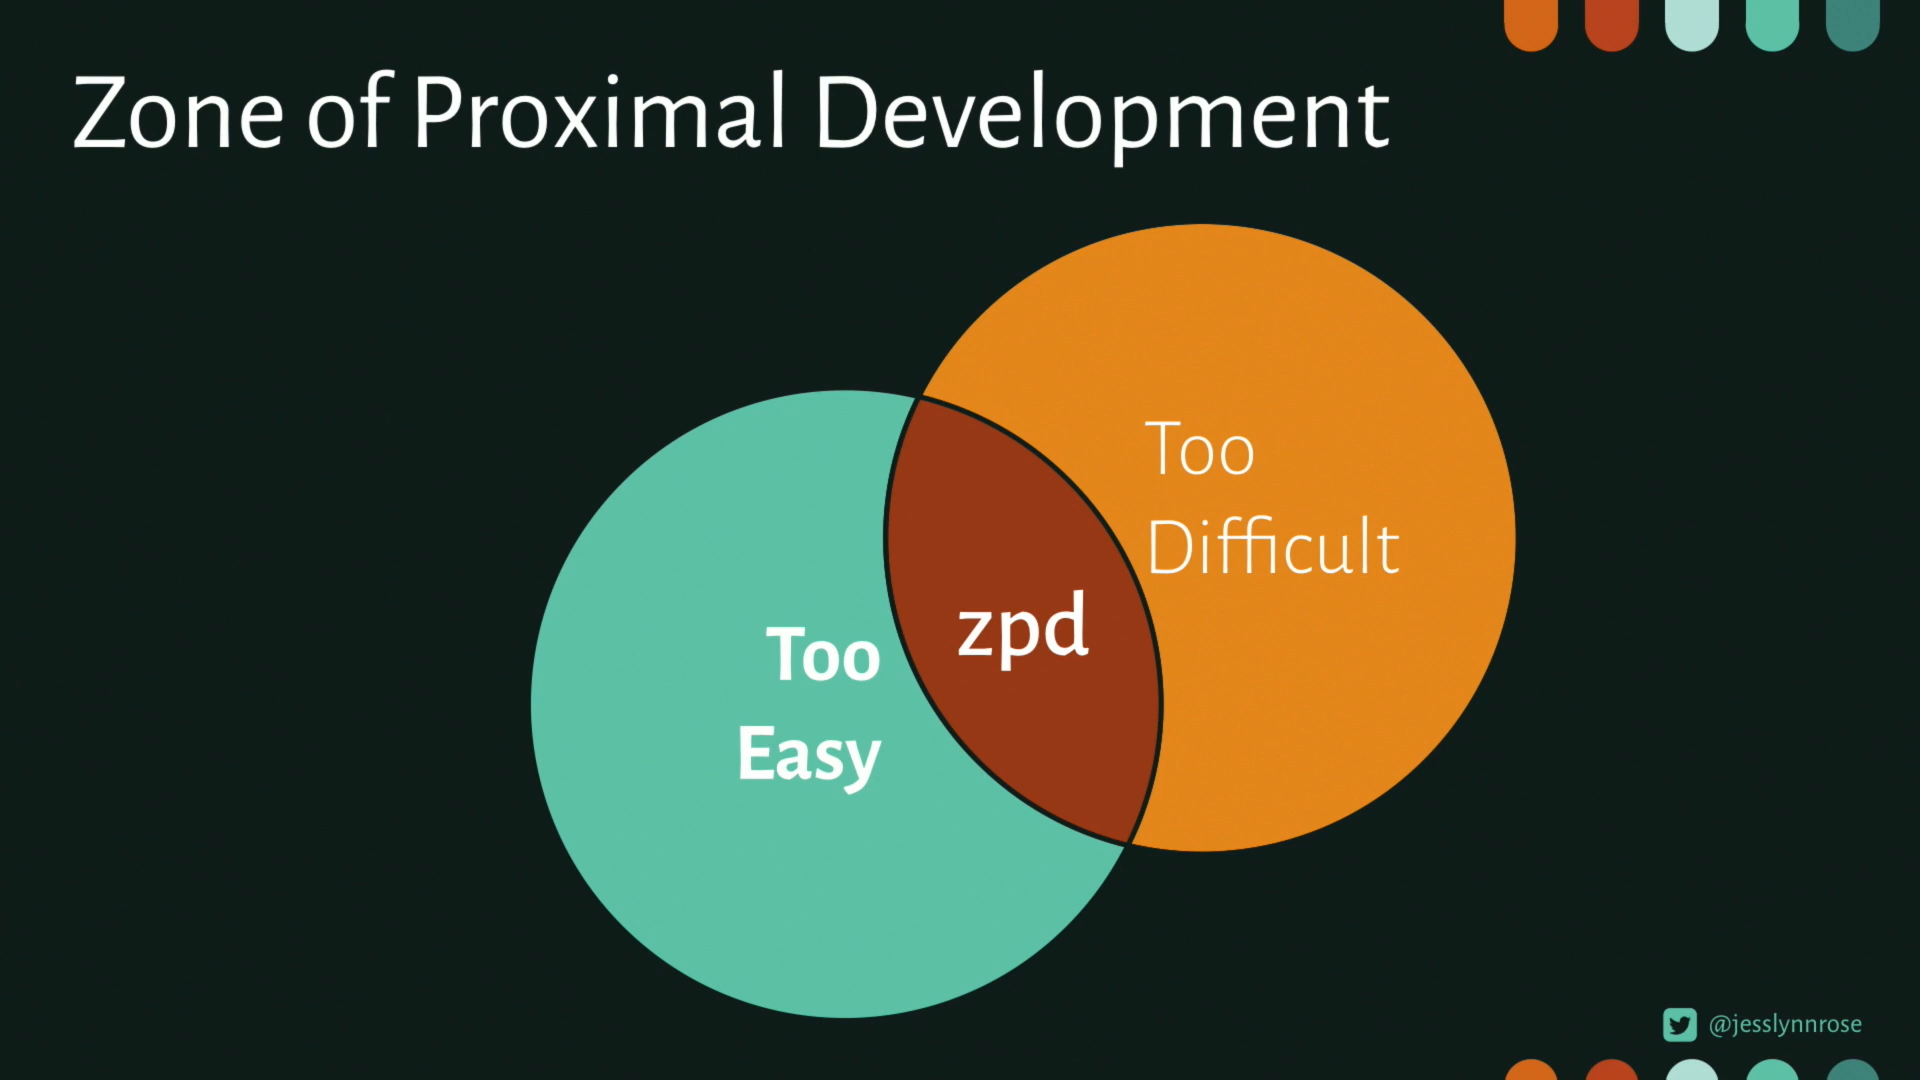 Zone of Proximal Development
Too
Difficult
zpd
Too
Easy
@jesslynnrose